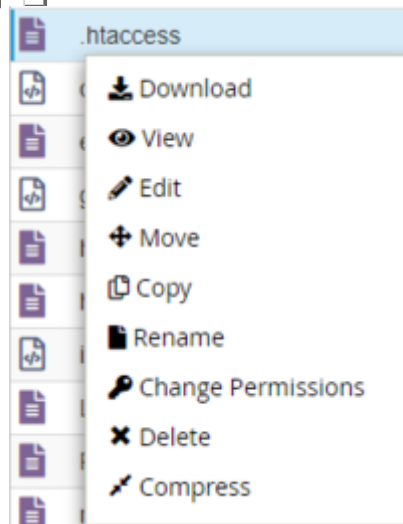 .htaccess
Download
View
Edit
Move
Copy
Rename
Change Permissions
Delete
Compress